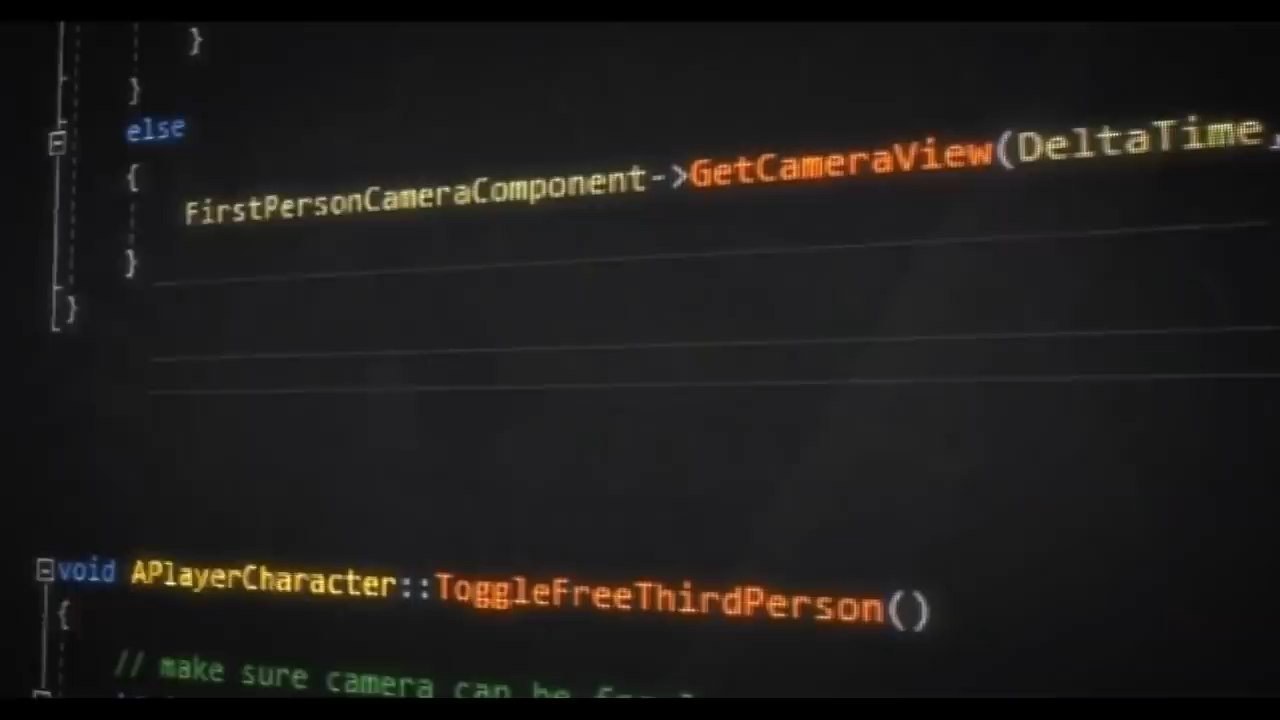 }
}
else
{
FirstPersonCameraComponent->GetCameraView(DeltaTime,
}
}
void APlayerCharacter::ToggleFreeThirdPerson()
{
// make sure camera can be